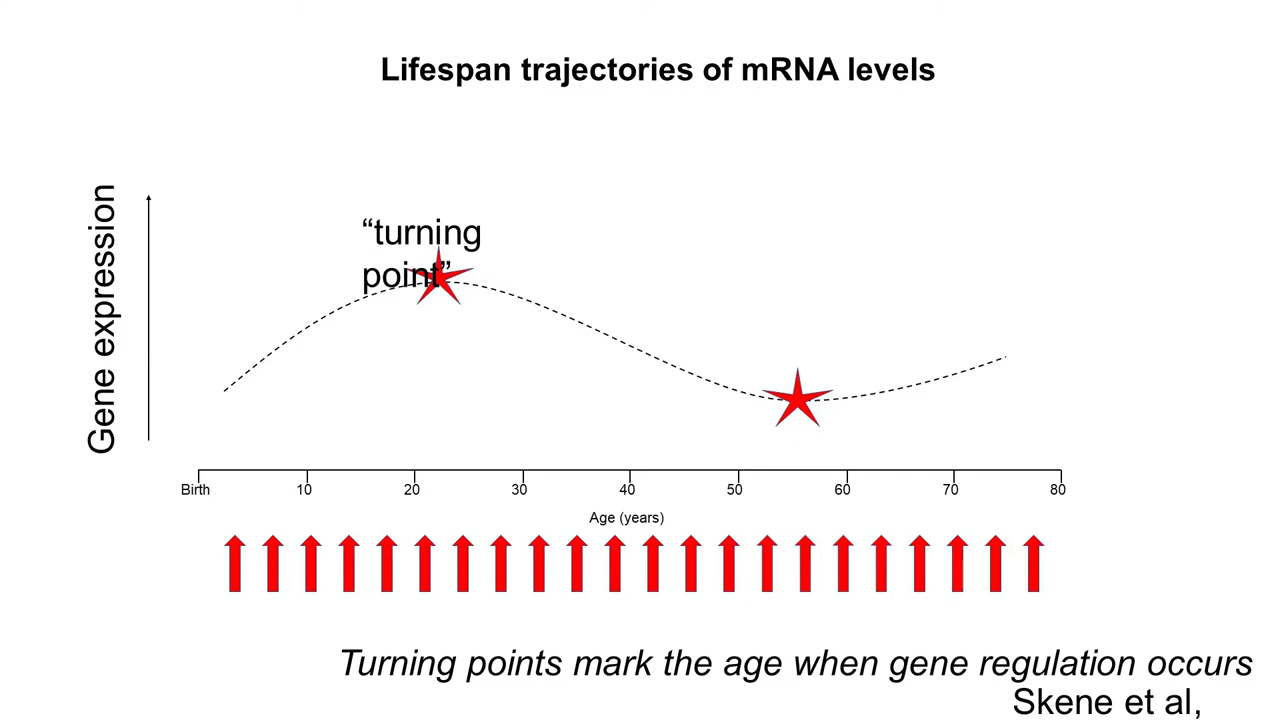 Lifespan trajectories of mRNA levels
Gene expression
“turning
point”
Birth 10 20 30 40 50 60 70 80
Age (years)
Turning points mark the age when gene regulation occurs
Skene et al,